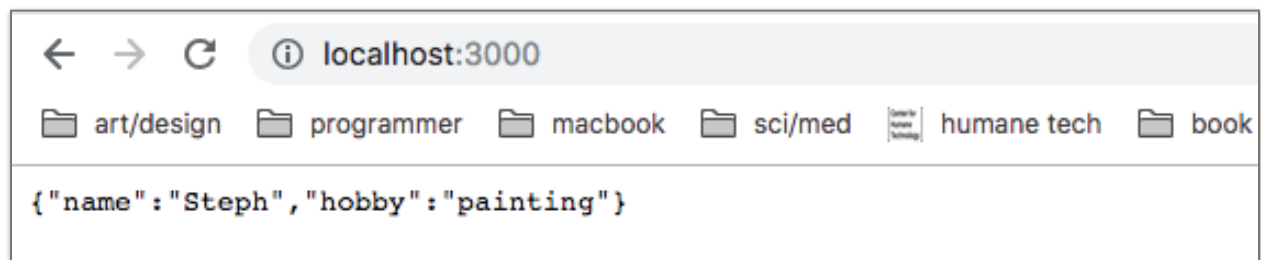 localhost:3000
art/design programmer macbook sci/med humane tech book
{"name":"Steph","hobby":"painting"}